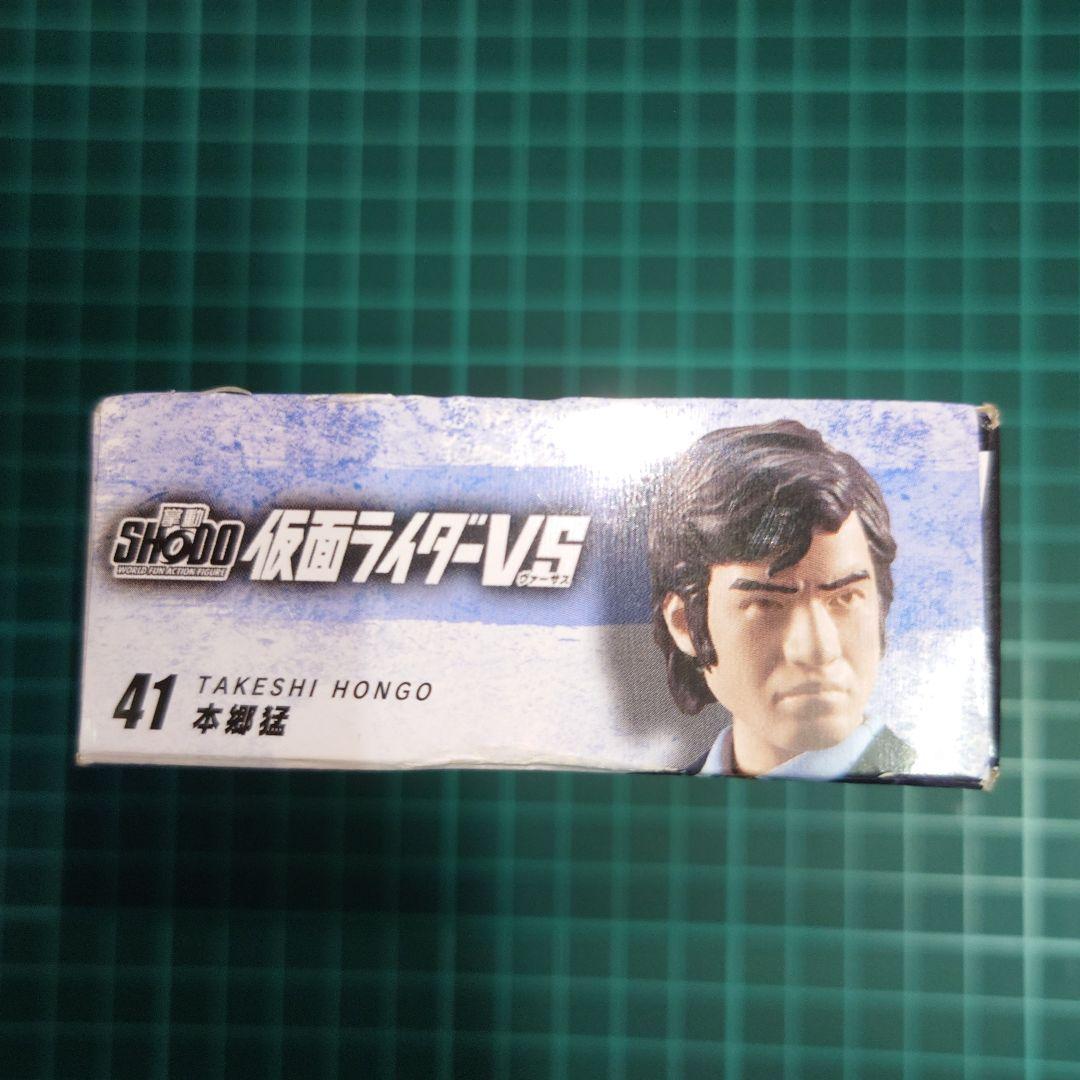 掌動
SHODO
WORLD FUN ACTION FIGURE
仮面ライダーVS
ヴァーサス
41 TAKESHI HONGO
本郷猛